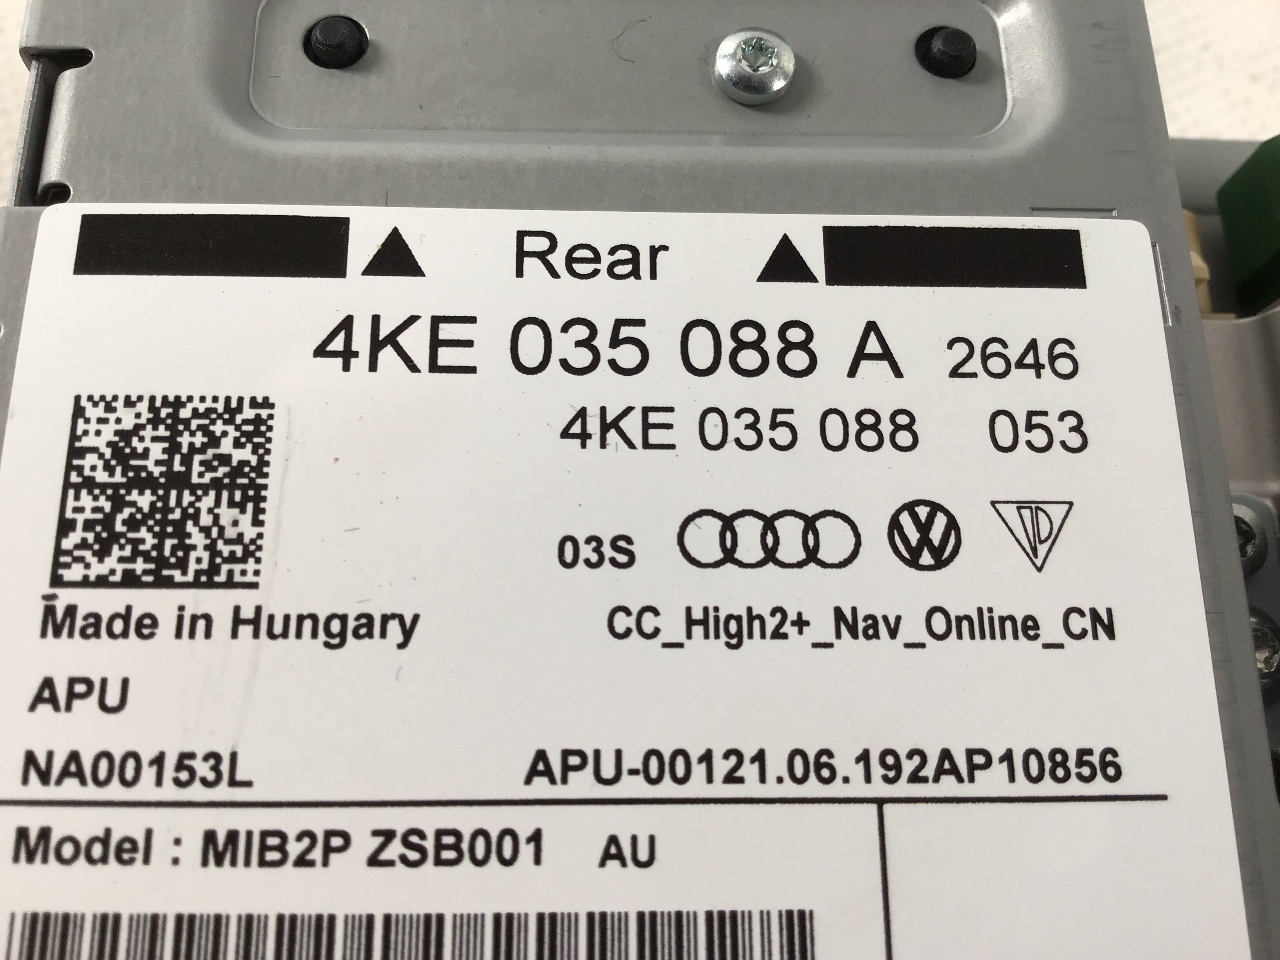 Rear
4KE 035 088 A 2646
4KE 035 088 053
03S
Made in Hungary
CC_High2+_Nav_Online_CN
APU
NA00153L
APU-00121.06.192AP10856
Model : MIB2P ZSB001 AU